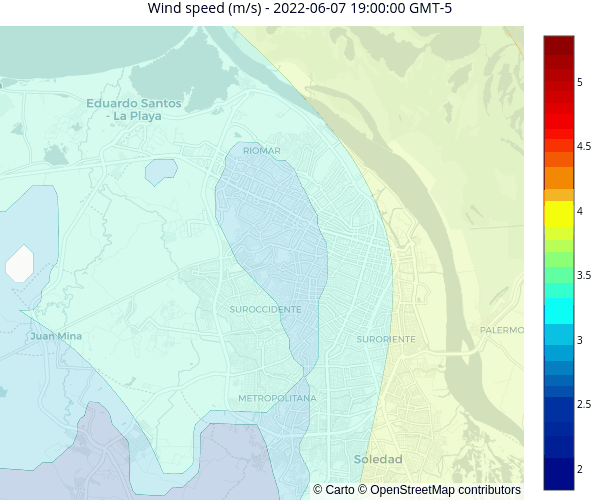 Wind speed (m/s) - 2022-06-07 19:00:00 GMT-5
Eduardo Santos
- La Playa
RIOMAR
SUROCCIDENTE
Juan Mina
SURORIENTE
PALERMO
METROPOLITANA
Soledad
© Carto © OpenStreetMap contributors
5
4.5
4
3.5
3
2.5
2